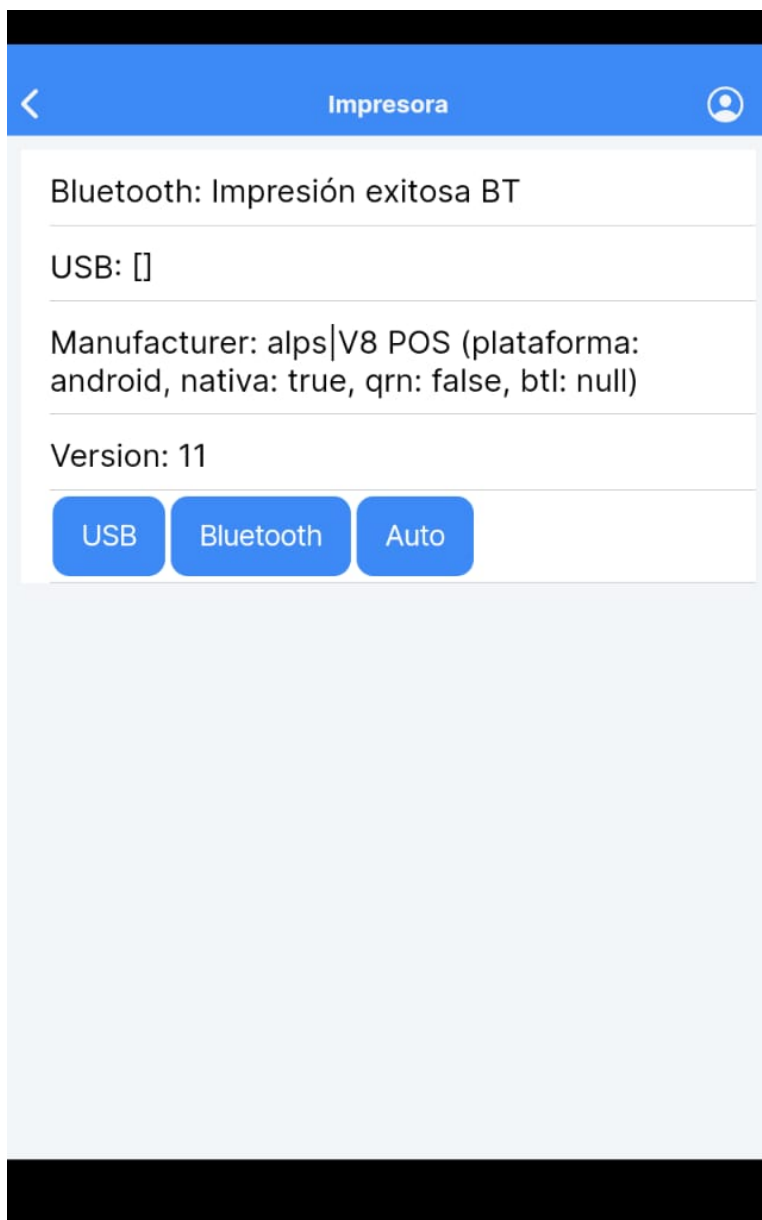 Impresora
Bluetooth: Impresión exitosa BT
USB: []
Manufacturer: alps|V8 POS (plataforma:
android, nativa: true, qrn: false, btl: null)
Version: 11
USB Bluetooth Auto